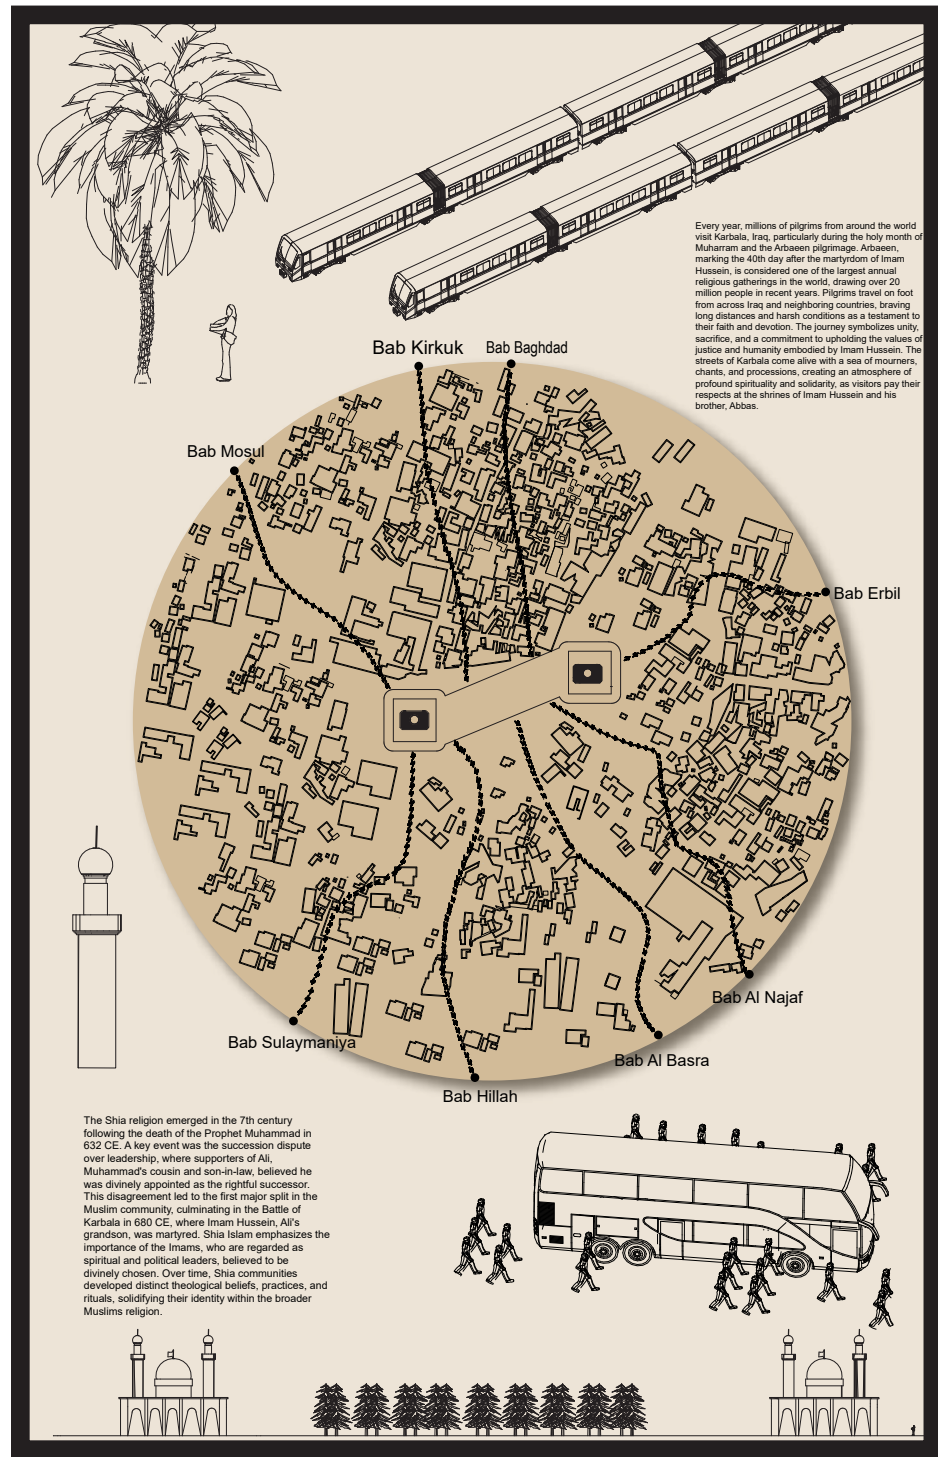 Every year, millions of pilgrims from around the world
visit Karbala, Iraq, particularly during the holy month of
Muharram and the Arbaeen pilgrimage. Arbaeen,
marking the 40th day after the martyrdom of Imam
Hussein, is considered one of the largest annual
religious gatherings in the world, drawing over 20
million people in recent years. Pilgrims travel on foot
from across Iraq and neighboring countries, braving
long distances and harsh conditions as a testament to
their faith and devotion. The journey symbolizes unity,
sacrifice, and a commitment to upholding the values of
justice and humanity embodied by Imam Hussein. The
streets of Karbala come alive with a sea of mourners,
chants, and processions, creating an atmosphere of
profound spirituality and solidarity, as visitors pay their
respects at the shrines of Imam Hussein and his
brother, Abbas.
Bab Kirkuk
Bab Baghdad
Bab Mosul
Bab Erbil
Bab Al Najaf
Bab Sulaymaniya
Bab Al Basra
Bab Hillah
The Shia religion emerged in the 7th century
following the death of the Prophet Muhammad in
632 CE. A key event was the succession dispute
over leadership, where supporters of Ali,
Muhammad's cousin and son-in-law, believed he
was divinely appointed as the rightful successor.
This disagreement led to the first major split in the
Muslim community, culminating in the Battle of
Karbala in 680 CE, where Imam Hussein, Ali's
grandson, was martyred. Shia Islam emphasizes the
importance of the Imams, who are regarded as
spiritual and political leaders, believed to be
divinely chosen. Over time, Shia communities
developed distinct theological beliefs, practices, and
rituals, solidifying their identity within the broader
Muslims religion.